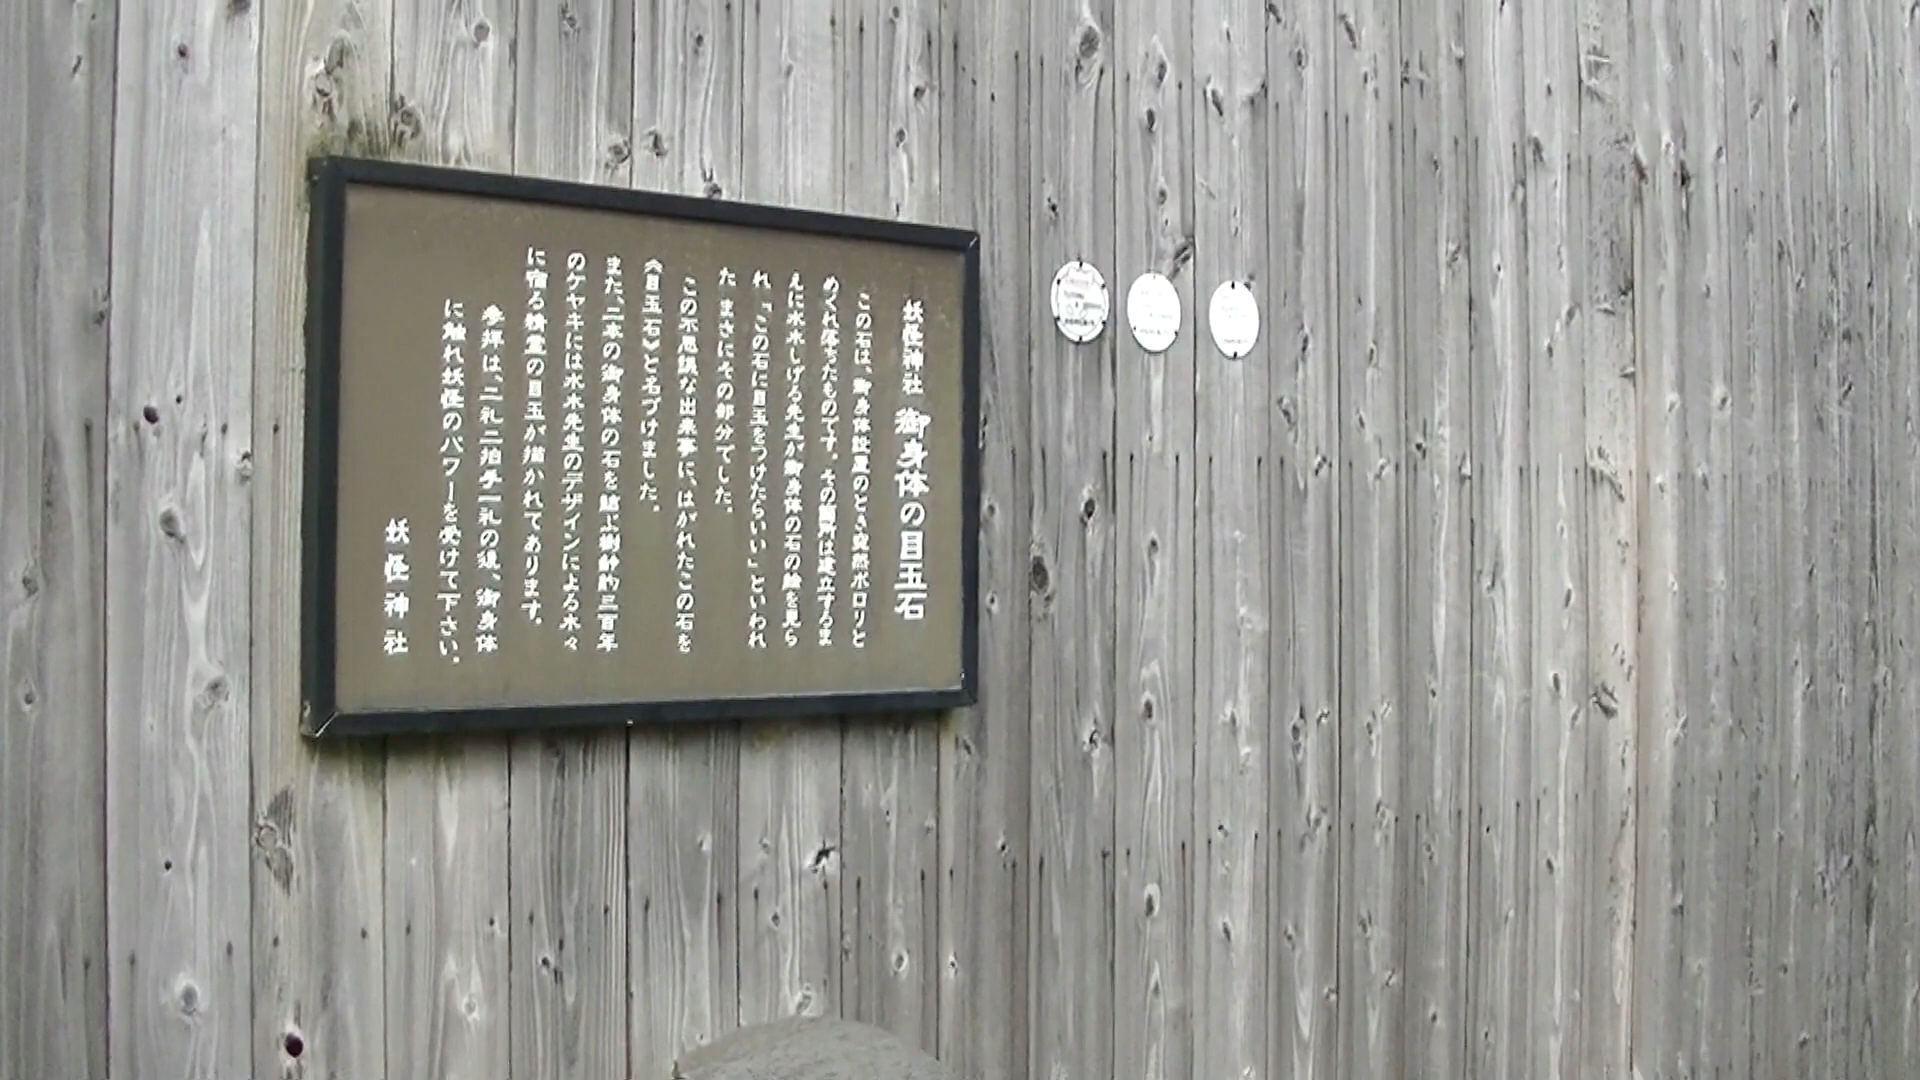 妖怪神社 御身体の目玉石
この石は、御身体設置のとき突然ポロリと
めくれ落ちたものです。その箇所は建立するま
えに水木しげる先生が御身体の石の絵を見ら
れ「この石に目玉をつけたらいい」といわれ
た まさにその部分でした。
この不思議な出来事に、はがれたこの石を
《目玉石》と名づけました。
また、二本の御身体の石を結ぶ樹齢約三百年
のケヤキには水木先生のデザインによる木々
に宿る精霊の目玉が描かれてあります。
参拝は、二礼二拍手一礼の後、御身体
に触れ妖怪のパワーを受けて下さい。
妖怪神社